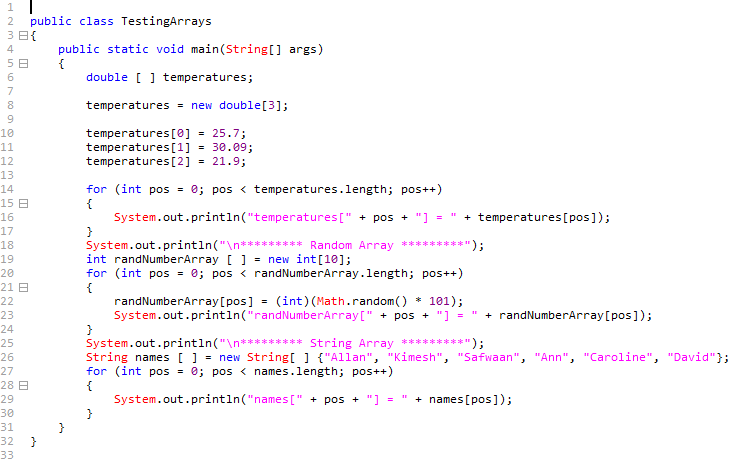 1
2 public class TestingArrays
3 {
4     public static void main(String[] args)
5     {
6         double [ ] temperatures;
7
8         temperatures = new double[3];
9
10         temperatures[0] = 25.7;
11         temperatures[1] = 30.09;
12         temperatures[2] = 21.9;
13
14         for (int pos = 0; pos < temperatures.length; pos++)
15         {
16             System.out.println("temperatures[" + pos + "] = " + temperatures[pos]);
17         }
18         System.out.println("\n********* Random Array *********");
19         int randNumberArray [ ] = new int[10];
20         for (int pos = 0; pos < randNumberArray.length; pos++)
21         {
22             randNumberArray[pos] = (int)(Math.random() * 101);
23             System.out.println("randNumberArray[" + pos + "] = " + randNumberArray[pos]);
24         }
25         System.out.println("\n********* String Array *********");
26         String names [ ] = new String[ ] {"Allan", "Kimesh", "Safwaan", "Ann", "Caroline", "David"};
27         for (int pos = 0; pos < names.length; pos++)
28         {
29             System.out.println("names[" + pos + "] = " + names[pos]);
30         }
31     }
32 }
33